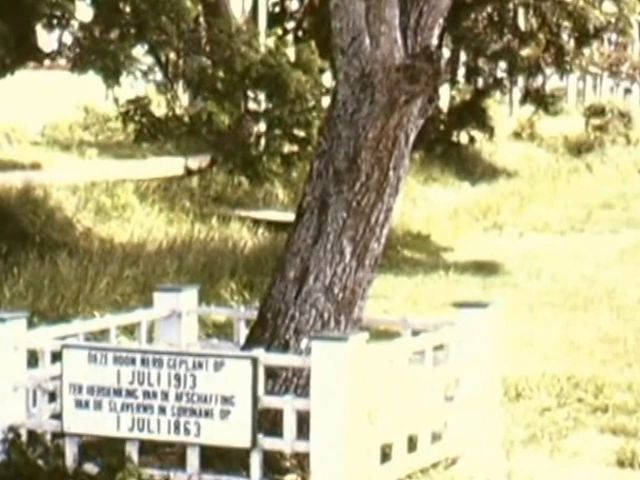 DEZE BOOM WERD GEPLANT OP
1 JULI 1913
TER HERDENKING VAN DE AFSCHAFFING
VAN DE SLAVERNIJ IN SURINAME OP
1 JULI 1863